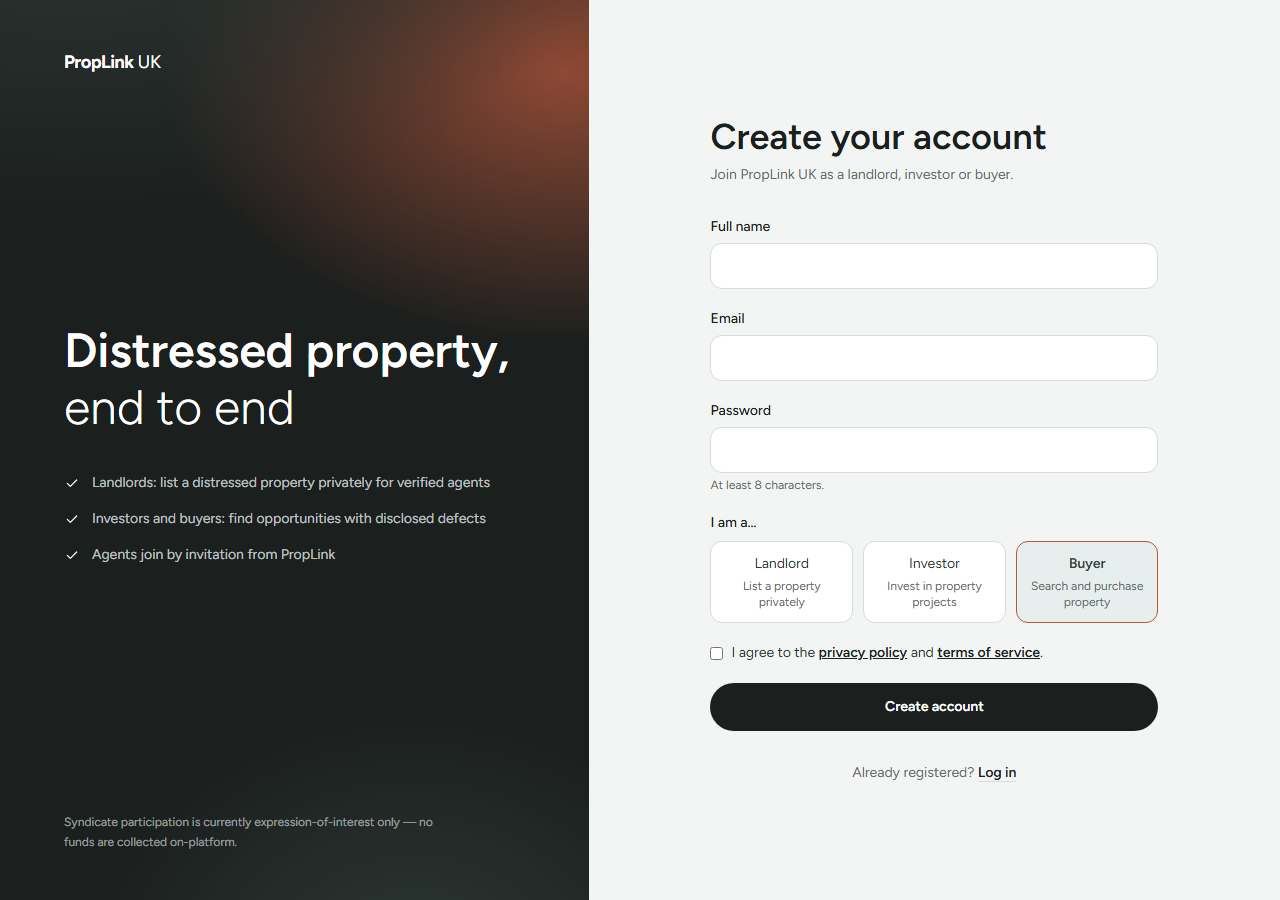 PropLink UK
Distressed property,
end to end
Landlords: list a distressed property privately for verified agents
Investors and buyers: find opportunities with disclosed defects
Agents join by invitation from PropLink
Syndicate participation is currently expression-of-interest only — no
funds are collected on-platform.
Create your account
Join PropLink UK as a landlord, investor or buyer.
Full name
Email
Password
At least 8 characters.
I am a...
Landlord
List a property
privately
Investor
Invest in property
projects
Buyer
Search and purchase
property
I agree to the privacy policy and terms of service.
Create account
Already registered? Log in